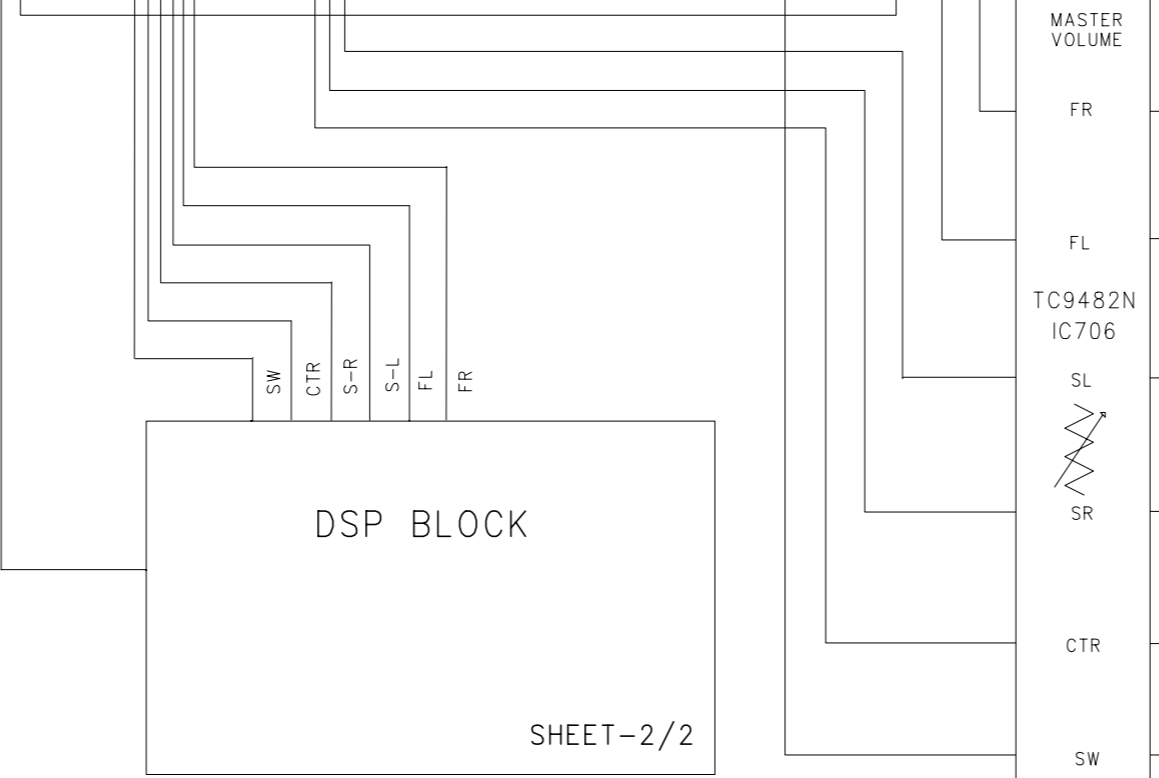 MASTER
VOLUME
FR
FL
TC9482N
IC706
SL
SR
CTR
SW
SW
CTR
S-R
S-L
FL
FR
DSP BLOCK
SHEET-2/2